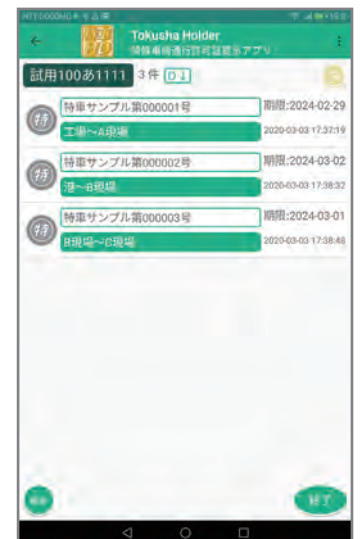 Tokusha Holder
特殊車両通行許可証提示アプリ
試用100あ1111 3件 D↓
特 特車サンプル第000001号 期限:2024-02-29
工場~A現場 2020-03-03 17:37:19
特 特車サンプル第000002号 期限:2024-03-02
港~B現場 2020-03-03 17:38:32
特 特車サンプル第000003号 期限:2024-03-01
B現場~C現場 2020-03-03 17:38:48
終了